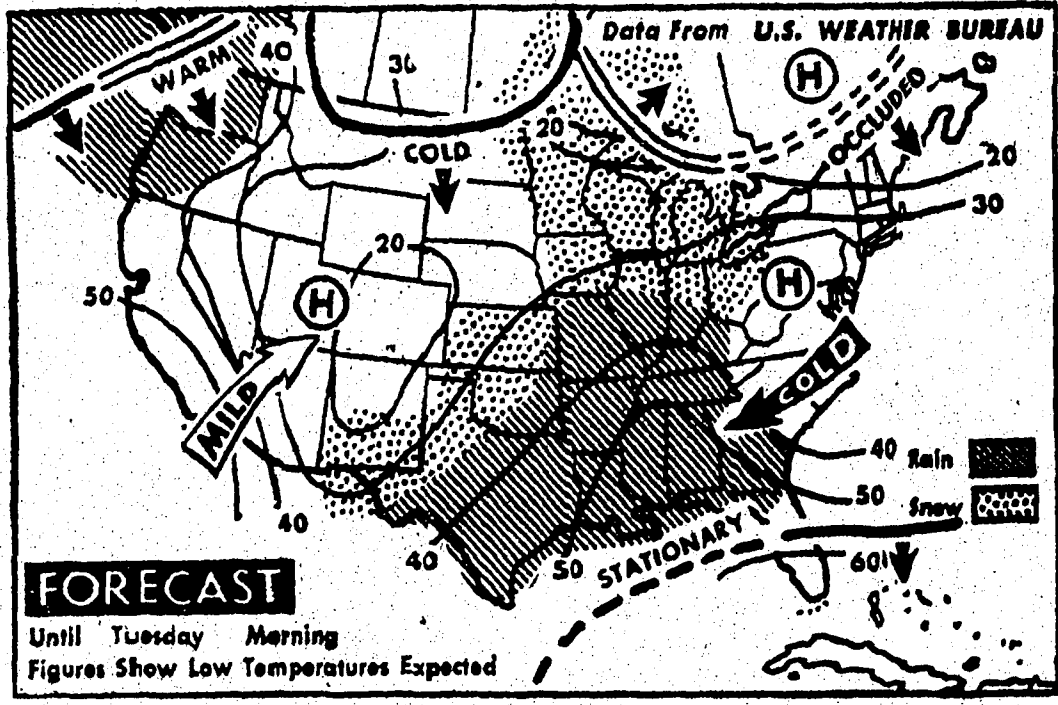 Data From U.S. WEATHER BUREAU
40
30
WARM
H
OCCLUDED
20
COLD
20
30
20
H
H
50
MILD
COLD
40
Rain
50
Snow
40
40
50
STATIONARY
60
FORECAST
Until Tuesday Morning
Figures Show Low Temperatures Expected